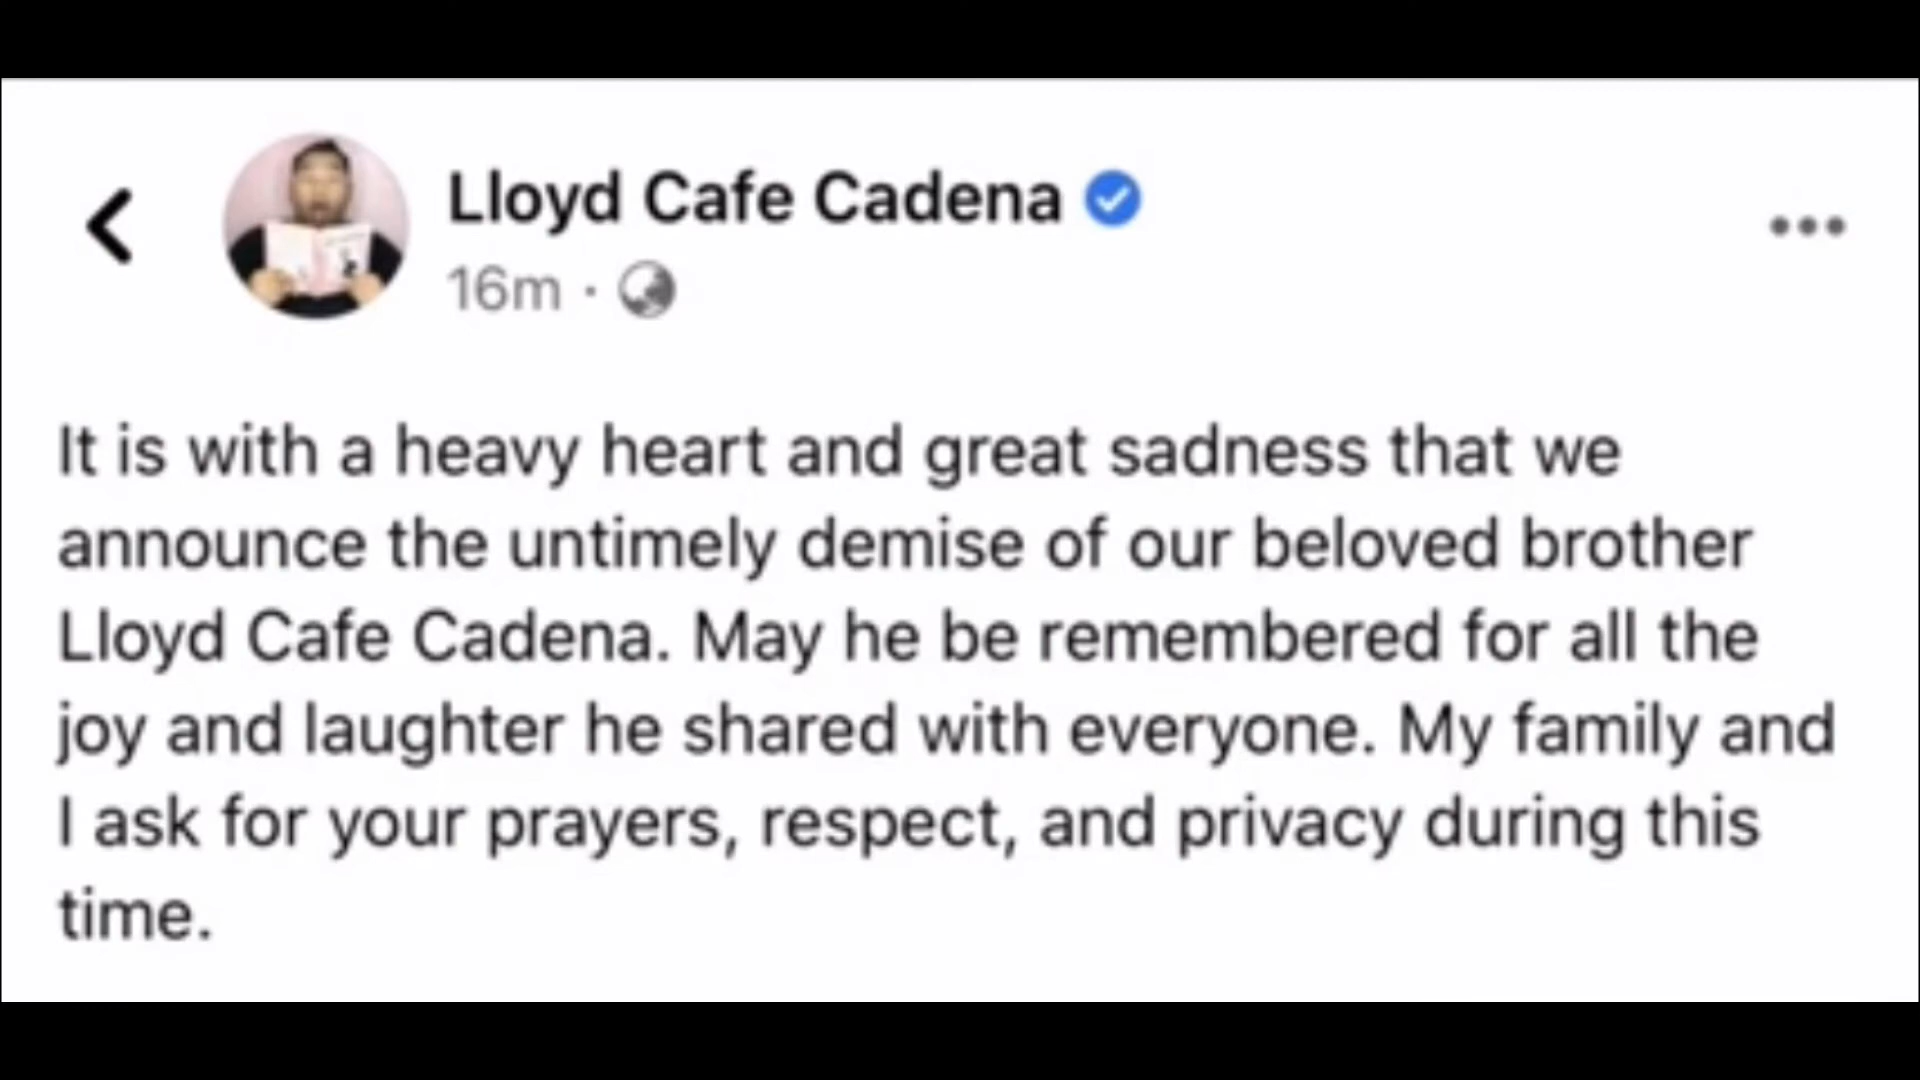 Lloyd Cafe Cadena
16m ·
It is with a heavy heart and great sadness that we
announce the untimely demise of our beloved brother
Lloyd Cafe Cadena. May he be remembered for all the
joy and laughter he shared with everyone. My family and
I ask for your prayers, respect, and privacy during this
time.